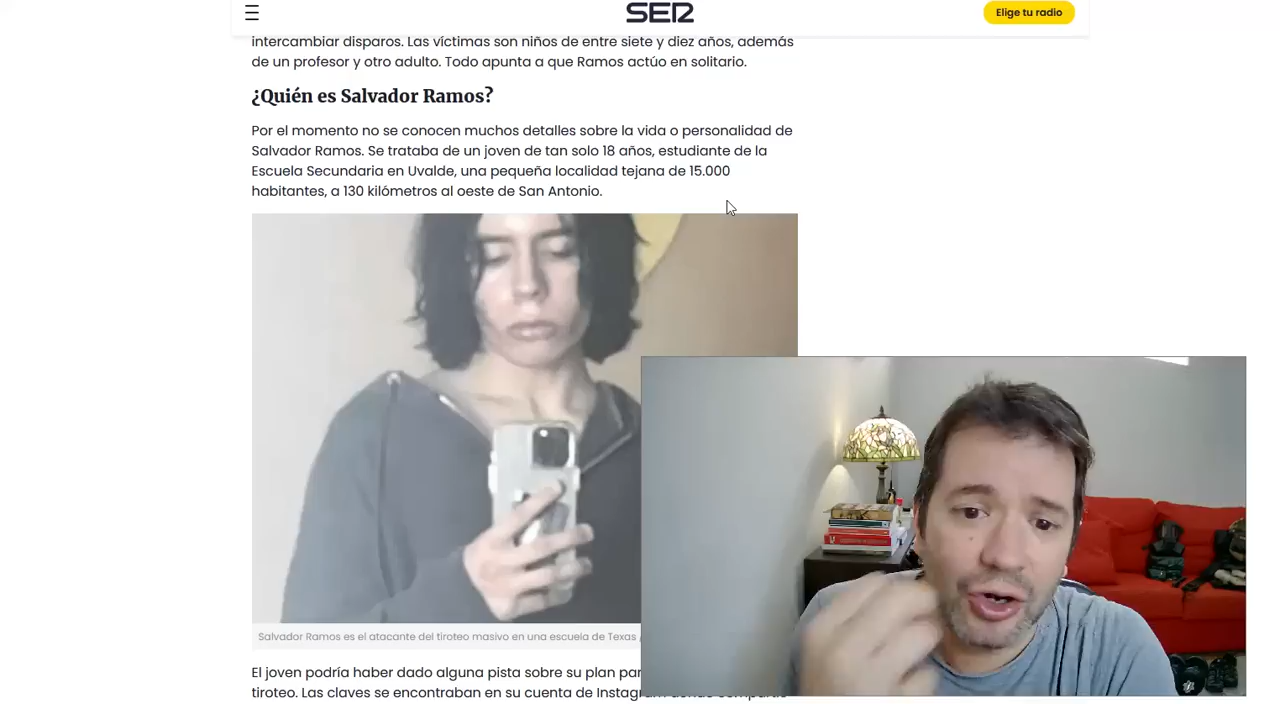 SER
Elige tu radio
intercambiar disparos. Las víctimas son niños de entre siete y diez años, además
de un profesor y otro adulto. Todo apunta a que Ramos actúo en solitario.
¿Quién es Salvador Ramos?
Por el momento no se conocen muchos detalles sobre la vida o personalidad de
Salvador Ramos. Se trataba de un joven de tan solo 18 años, estudiante de la
Escuela Secundaria en Uvalde, una pequeña localidad tejana de 15.000
habitantes, a 130 kilómetros al oeste de San Antonio.
Salvador Ramos es el atacante del tiroteo masivo en una escuela de Texas /
El joven podría haber dado alguna pista sobre su plan
tiroteo. Las claves se encontraban en su cuenta de Instagram donde